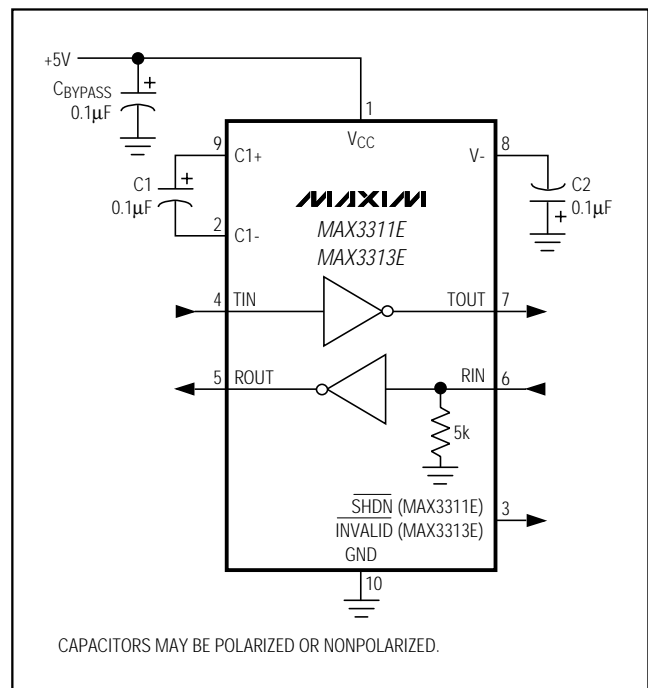 +5V
CBYPASS
0.1µF
1
VCC
9
C1+
V-
8
C1
0.1µF
C2
0.1µF
2
C1-
MAXIM
MAX3311E
MAX3313E
4
TIN
TOUT
7
5
ROUT
RIN
6
5k
SHDN (MAX3311E)
3
INVALID (MAX3313E)
GND
10
CAPACITORS MAY BE POLARIZED OR NONPOLARIZED.